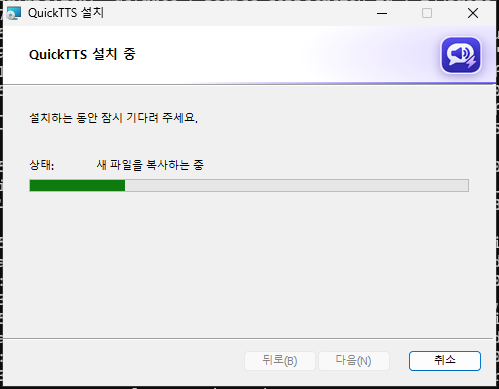 QuickTTS 설치
QuickTTS 설치 중
설치하는 동안 잠시 기다려 주세요.
상태: 새 파일을 복사하는 중
뒤로(B) 다음(N) 취소